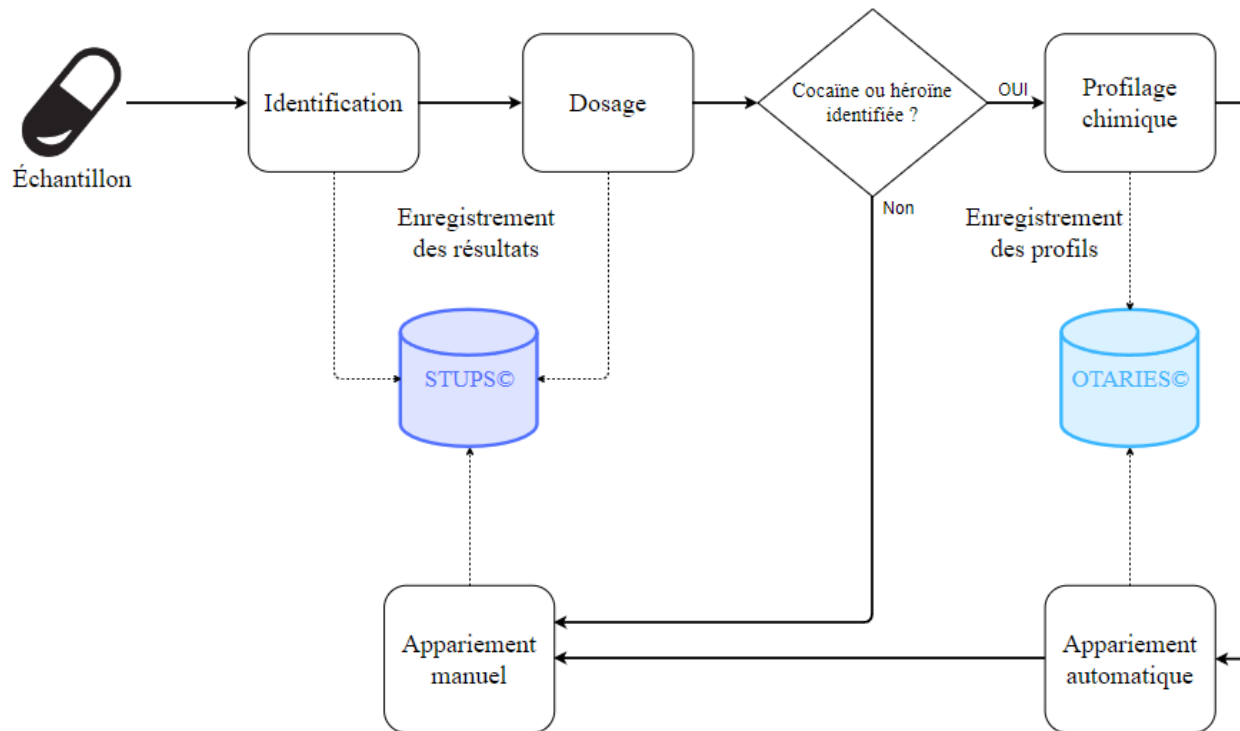 Échantillon
Identification
Dosage
Cocaïne ou héroïne
identifiée ?
OUI
Non
Profilage
chimique
Enregistrement
des résultats
Enregistrement
des profils
STUPS©
OTARIES©
Appariement
manuel
Appariement
automatique